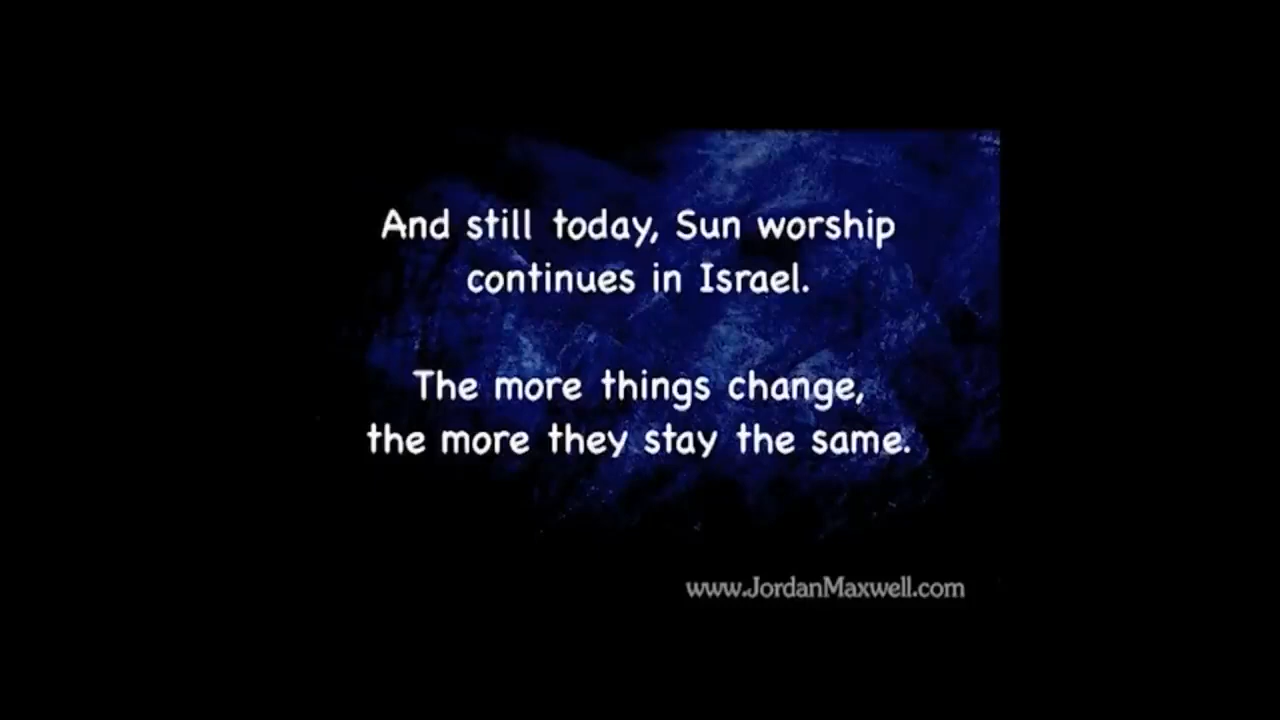 And still today, Sun worship
continues in Israel.
The more things change,
the more they stay the same.
www.JordanMaxwell.com